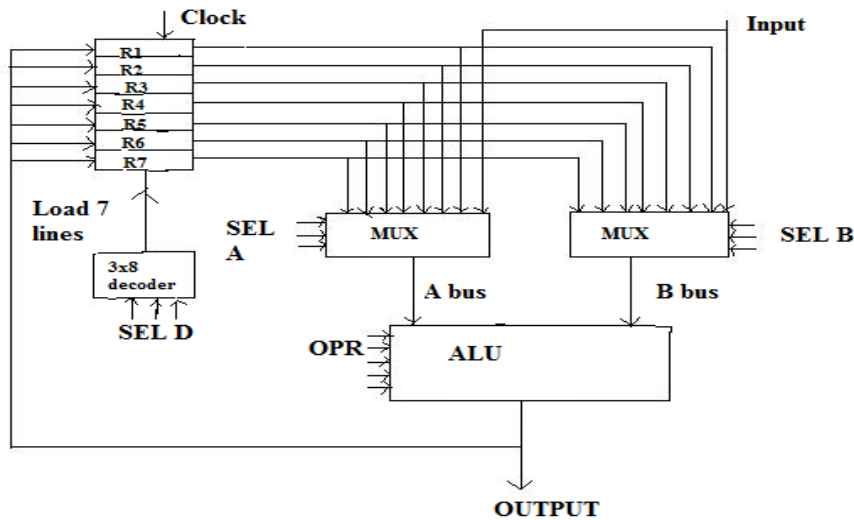 Clock
Input
R1
R2
R3
R4
R5
R6
R7
Load 7
lines
SEL
A
MUX
MUX
SEL B
3x8
decoder
SEL D
A bus
B bus
OPR
ALU
OUTPUT